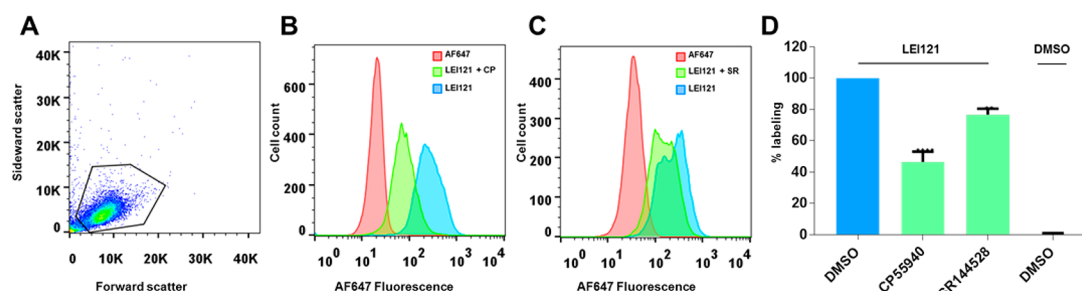 A
B
C
D
40K
30K
20K
10K
0
Sideward scatter
0
10K
20K
30K
40K
Forward scatter
AF647
LEI121 + CP
LEI121
600
400
200
0
Cell count
10^0
10^1
10^2
10^3
10^4
AF647 Fluorescence
AF647
LEI121 + SR
LEI121
400
300
200
100
0
Cell count
10^0
10^1
10^2
10^3
10^4
AF647 Fluorescence
LEI121
DMSO
120
100
80
60
40
20
0
% labeling
****
**
DMSO
CP55940
SR144528
DMSO